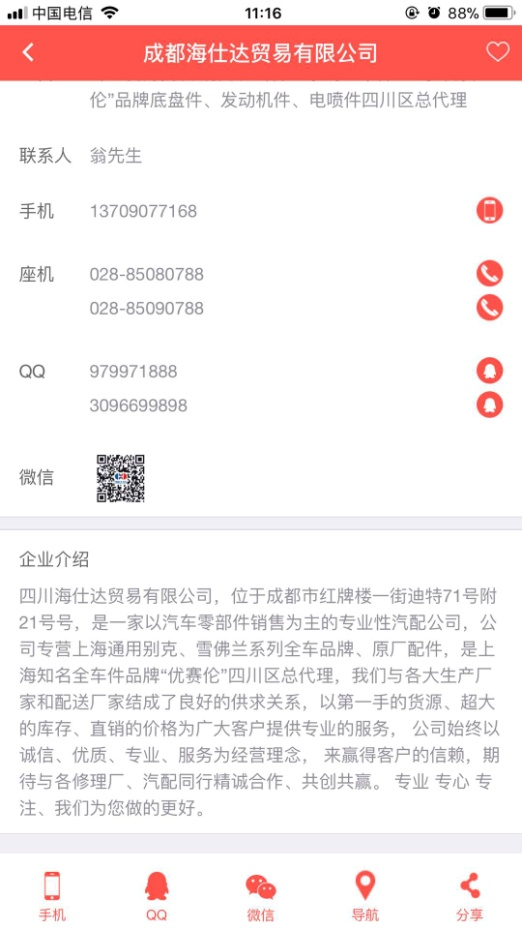 中国电信 11:16 88%
成都海仕达贸易有限公司
伦”品牌底盘件、发动机件、电喷件四川区总代理
联系人 翁先生
手机 13709077168
座机 028-85080788
028-85090788
QQ 979971888
3096699898
微信
企业介绍
四川海仕达贸易有限公司，位于成都市红牌楼一街迪特71号附
21号号，是一家以汽车零部件销售为主的专业性汽配公司，公
司专营上海通用别克、雪佛兰系列全车品牌、原厂配件，是上
海知名全车件品牌“优赛伦”四川区总代理，我们与各大生产厂
家和配送厂家结成了良好的供求关系，以第一手的货源、超大
的库存、直销的价格为广大客户提供专业的服务， 公司始终以
诚信、优质、专业、服务为经营理念， 来赢得客户的信赖，期
待与各修理厂、汽配同行精诚合作、共创共赢。 专业 专心 专
注、我们为您做的更好。
手机 QQ 微信 导航 分享